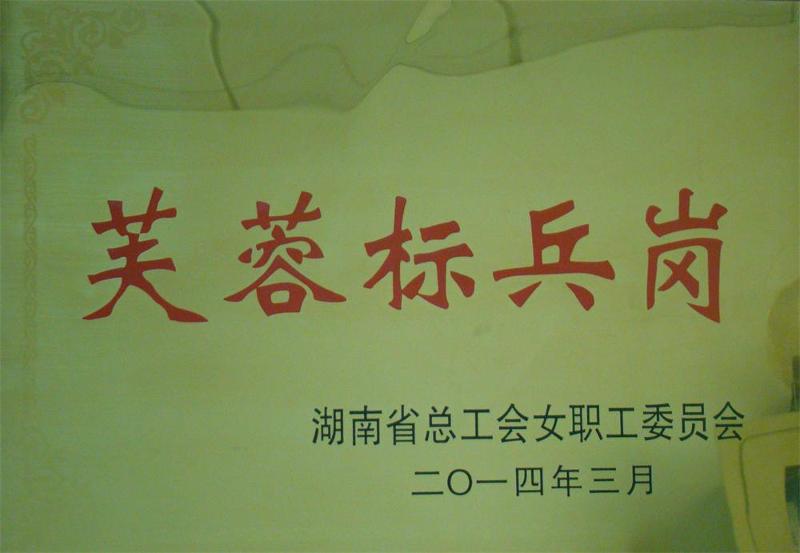 芙蓉标兵岗
湖南省总工会女职工委员会
二〇一四年三月